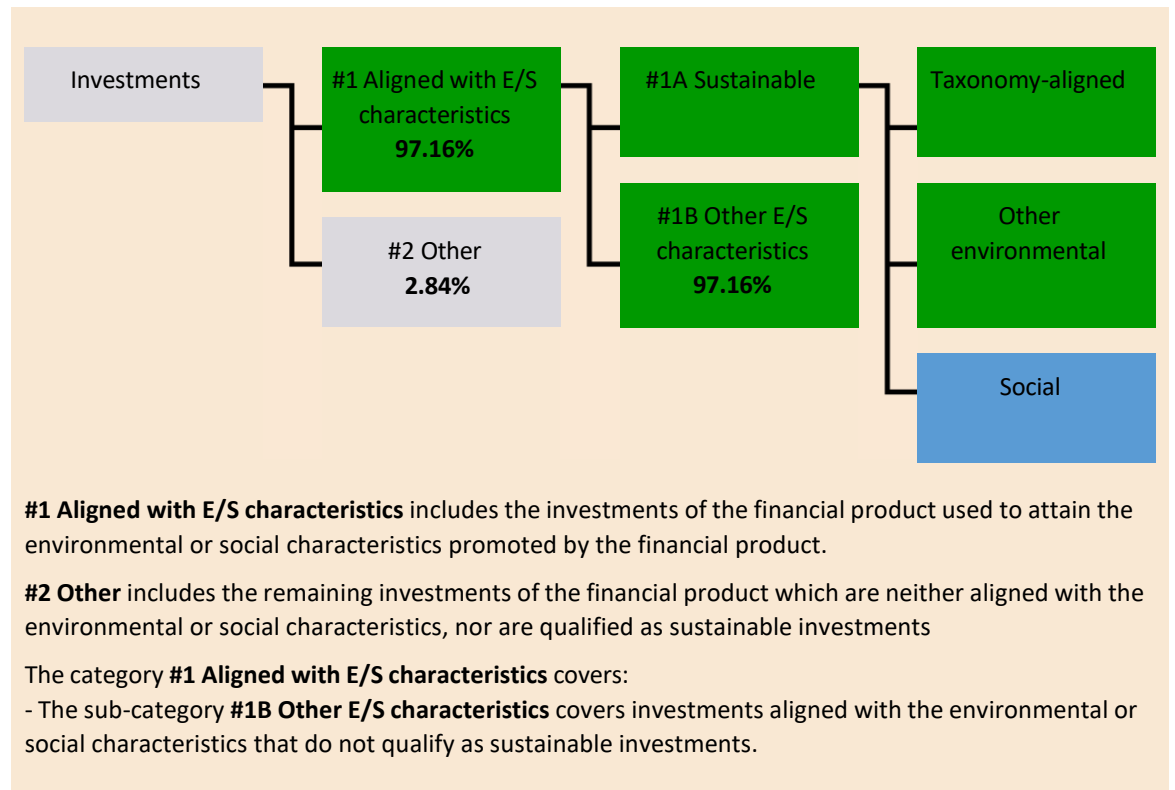 Investments
#1 Aligned with E/S
characteristics
97.16%
#2 Other
2.84%
#1A Sustainable
#1B Other E/S
characteristics
97.16%
Taxonomy-aligned
Other
environmental
Social
#1 Aligned with E/S characteristics includes the investments of the financial product used to attain the
environmental or social characteristics promoted by the financial product.
#2 Other includes the remaining investments of the financial product which are neither aligned with the
environmental or social characteristics, nor are qualified as sustainable investments
The category #1 Aligned with E/S characteristics covers:
- The sub-category #1B Other E/S characteristics covers investments aligned with the environmental or
social characteristics that do not qualify as sustainable investments.